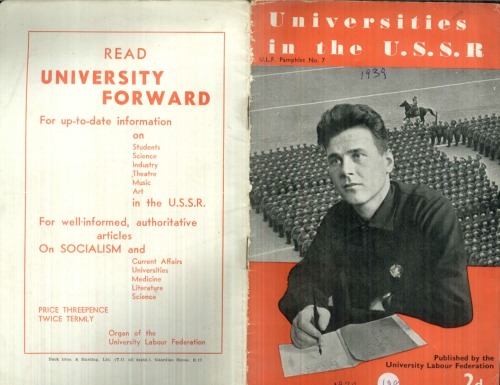 READ
UNIVERSITY
FORWARD
For up-to-date information
on
Students
Science
Industry
Theatre
Music
Art
in the U.S.S.R.
For well-informed, authoritative
articles
On SOCIALISM and
Current Affairs
Universities
Medicine
Literature
Science
PRICE THREEPENCE
TWICE TERMLY
Organ of the
University Labour Federation
Universities
in the U.S.S.R
U.L.F. Pamphlet No. 7
1939
Published by the
University Labour Federation
2d